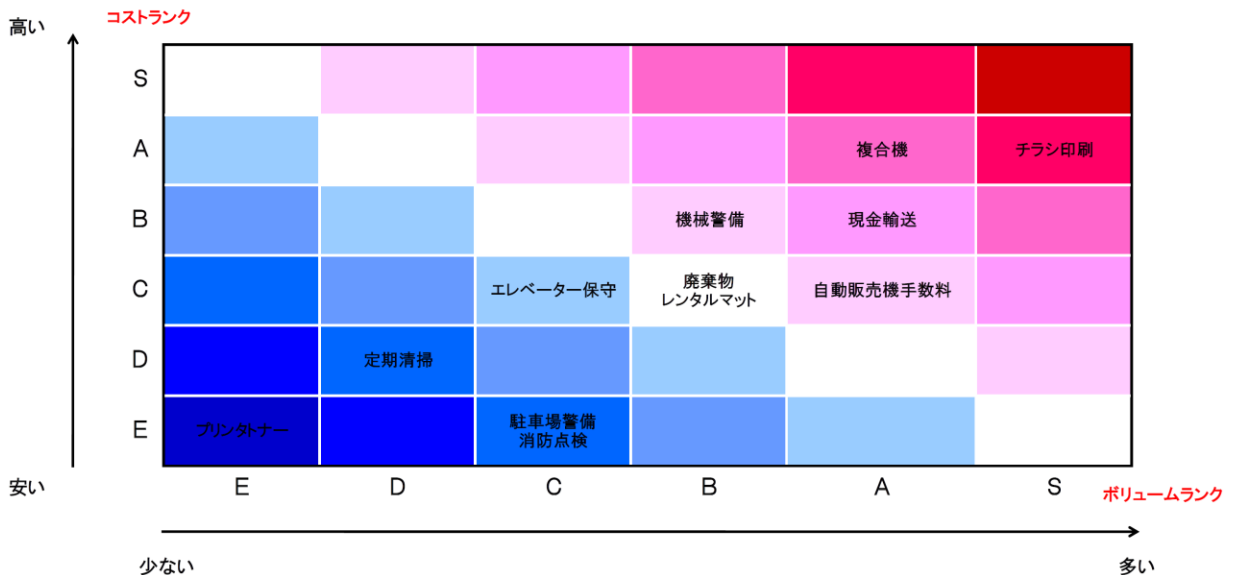 コストランク
高い
S
A
複合機
チラシ印刷
B
機械警備
現金輸送
C
エレベーター保守
廃棄物
レンタルマット
自動販売機手数料
D
定期清掃
E
プリンタトナー
駐車場警備
消防点検
安い
E
D
C
B
A
S
ボリュームランク
少ない
多い